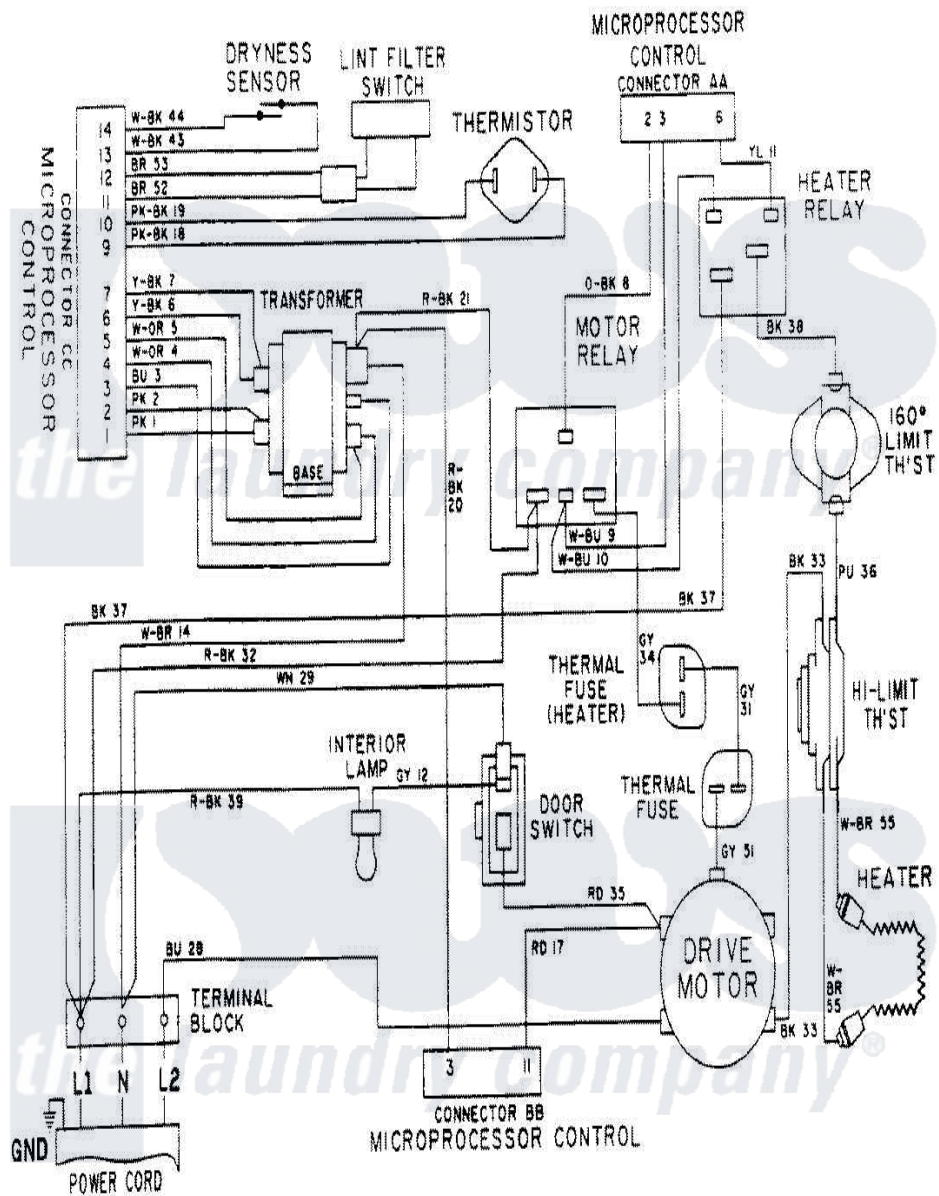 DRYNESS
SENSOR
LINT FILTER
SWITCH
MICROPROCESSOR
CONTROL
CONNECTOR AA
2 3 6
THERMISTOR
YL 11
HEATER
RELAY
MICROPROCESSOR
CONTROL
CONNECTOR CC
14
13
12
11
10
9
7
6
5
4
3
2
1
W-BK 44
W-BK 43
BR 53
BR 52
PK-BK 19
PK-BK 18
Y-BK 7
Y-BK 6
W-OR 5
W-OR 4
BU 3
PK 2
PK 1
TRANSFORMER
BASE
R-BK 21
O-BK 8
MOTOR
RELAY
BK 38
160°
LIMIT
TH'ST
R-
BK
20
W-BU 9
W-BU 10
BK 33
PU 36
BK 37
BK 37
W-BR 14
R-BK 32
WH 29
GY
34
THERMAL
FUSE
(HEATER)
GY
31
HI-LIMIT
TH'ST
INTERIOR
LAMP
GY 12
R-BK 39
DOOR
SWITCH
THERMAL
FUSE
GY 51
W-BR 55
HEATER
RD 35
RD 17
DRIVE
MOTOR
BU 28
W-
BR
55
BK 33
TERMINAL
BLOCK
L1 N L2
GND
POWER CORD
3 11
CONNECTOR BB
MICROPROCESSOR CONTROL
the laundry company®
the laundry company®